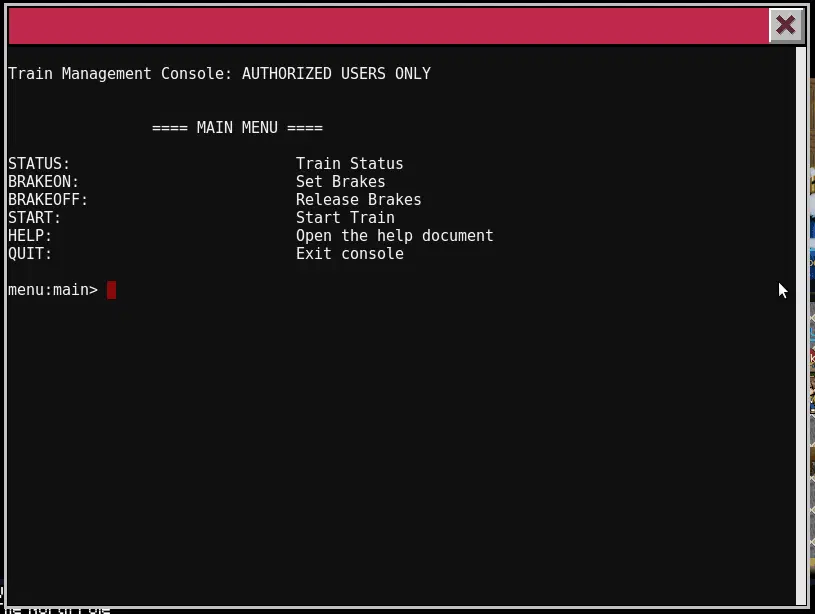 Train Management Console: AUTHORIZED USERS ONLY
==== MAIN MENU ====
STATUS: Train Status
BRAKEON: Set Brakes
BRAKEOFF: Release Brakes
START: Start Train
HELP: Open the help document
QUIT: Exit console
menu:main>